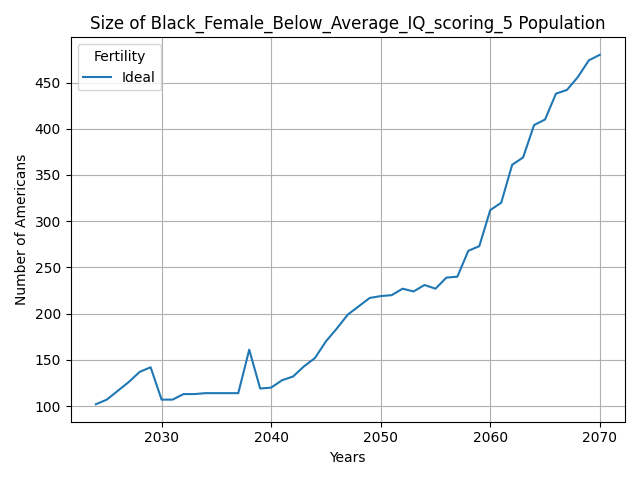 Size of Black_Female_Below_Average_IQ_scoring_5 Population
Fertility
Ideal
Number of Americans
450
400
350
300
250
200
150
100
2030 2040 2050 2060 2070
Years